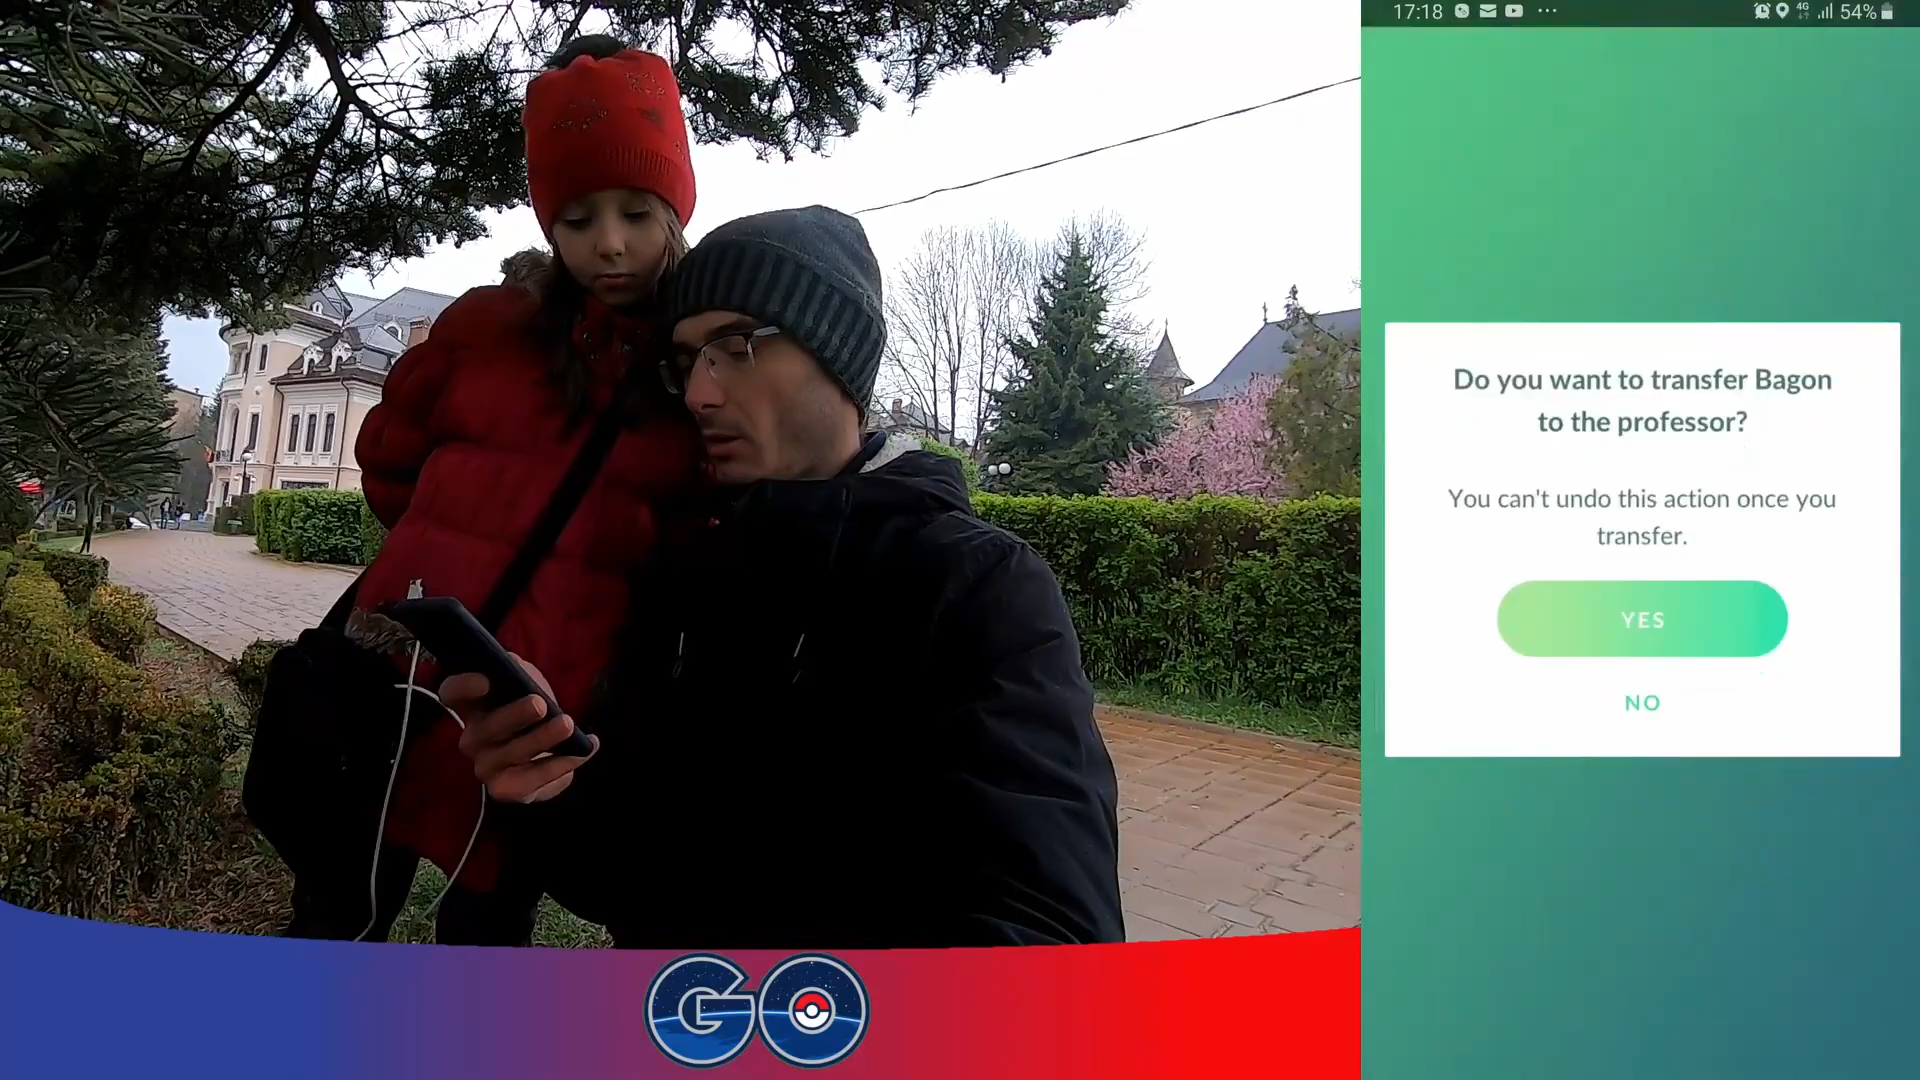 17:18
4G
54%
Do you want to transfer Bagon
to the professor?
You can't undo this action once you
transfer.
YES
NO
GO